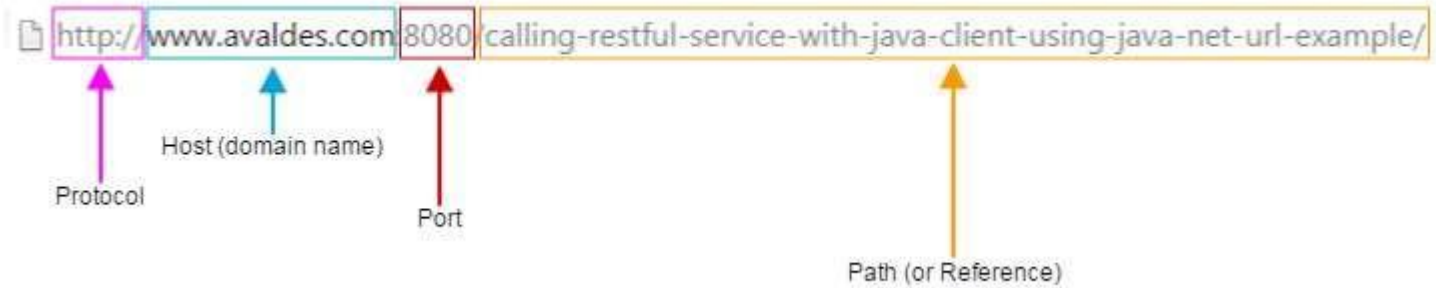 http://www.avaldes.com:8080/calling-restful-service-with-java-client-using-java-net-url-example/
Host (domain name)
Protocol
Port
Path (or Reference)